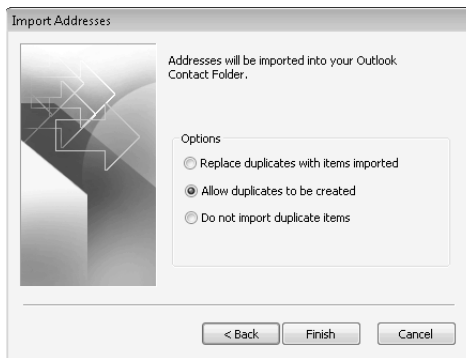 Import Addresses
Addresses will be imported into your Outlook
Contact Folder.
Options
Replace duplicates with items imported
Allow duplicates to be created
Do not import duplicate items
< Back
Finish
Cancel